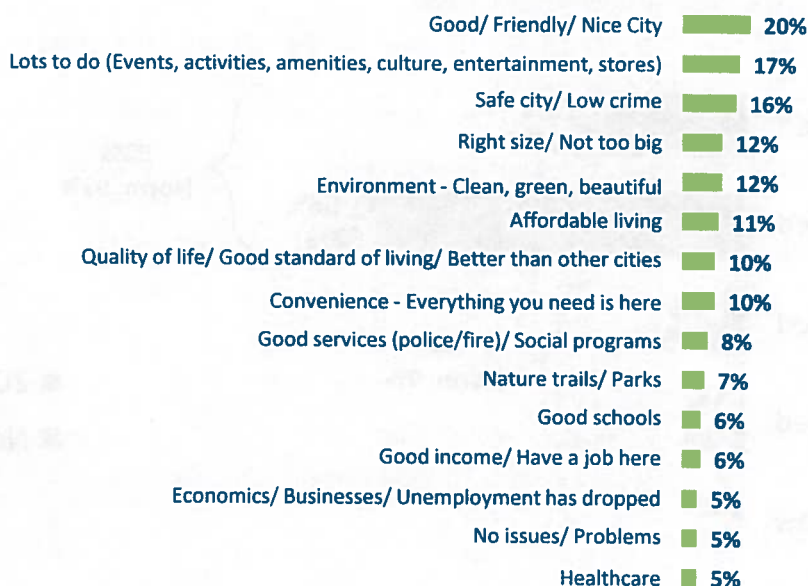 Good/ Friendly/ Nice City 20%
Lots to do (Events, activities, amenities, culture, entertainment, stores) 17%
Safe city/ Low crime 16%
Right size/ Not too big 12%
Environment - Clean, green, beautiful 12%
Affordable living 11%
Quality of life/ Good standard of living/ Better than other cities 10%
Convenience - Everything you need is here 10%
Good services (police/fire)/ Social programs 8%
Nature trails/ Parks 7%
Good schools 6%
Good income/ Have a job here 6%
Economics/ Businesses/ Unemployment has dropped 5%
No issues/ Problems 5%
Healthcare 5%